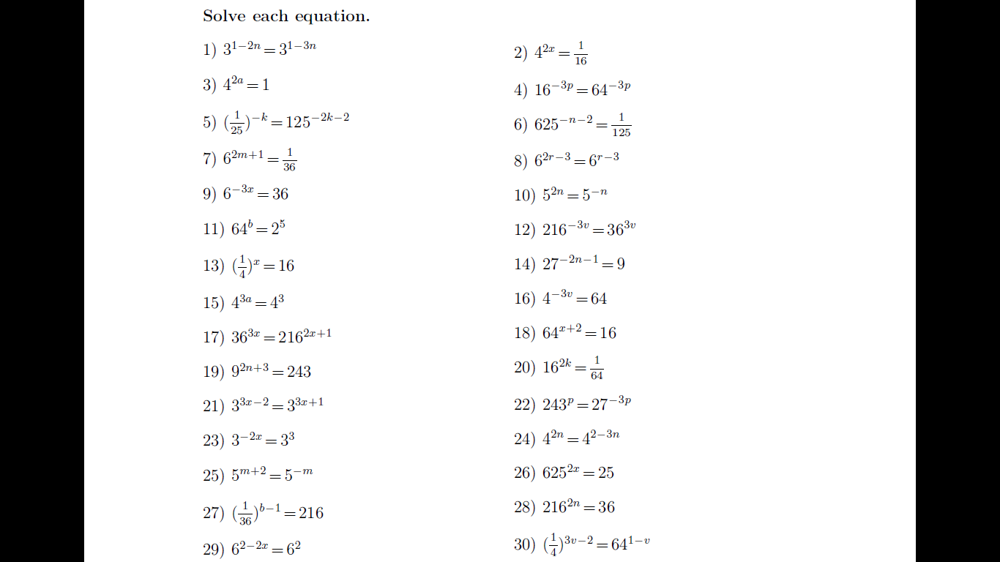 Solve each equation.
1) 3^{1−2n} = 3^{1−3n}
2) 4^{2x} = \frac{1}{16}
3) 4^{2a} = 1
4) 16^{−3p} = 64^{−3p}
5) (\frac{1}{25})^{−k} = 125^{−2k−2}
6) 625^{−n−2} = \frac{1}{125}
7) 6^{2m+1} = \frac{1}{36}
8) 6^{2r−3} = 6^{r−3}
9) 6^{−3x} = 36
10) 5^{2n} = 5^{−n}
11) 64^{b} = 2^{5}
12) 216^{−3v} = 36^{3v}
13) (\frac{1}{4})^{x} = 16
14) 27^{−2n−1} = 9
15) 4^{3a} = 4^{3}
16) 4^{−3v} = 64
17) 36^{3x} = 216^{2x+1}
18) 64^{x+2} = 16
19) 9^{2n+3} = 243
20) 16^{2k} = \frac{1}{64}
21) 3^{3x−2} = 3^{3x+1}
22) 243^{p} = 27^{−3p}
23) 3^{−2x} = 3^{3}
24) 4^{2n} = 4^{2−3n}
25) 5^{m+2} = 5^{−m}
26) 625^{2x} = 25
27) (\frac{1}{36})^{b−1} = 216
28) 216^{2n} = 36
29) 6^{2−2x} = 6^{2}
30) (\frac{1}{4})^{3v−2} = 64^{1−v}